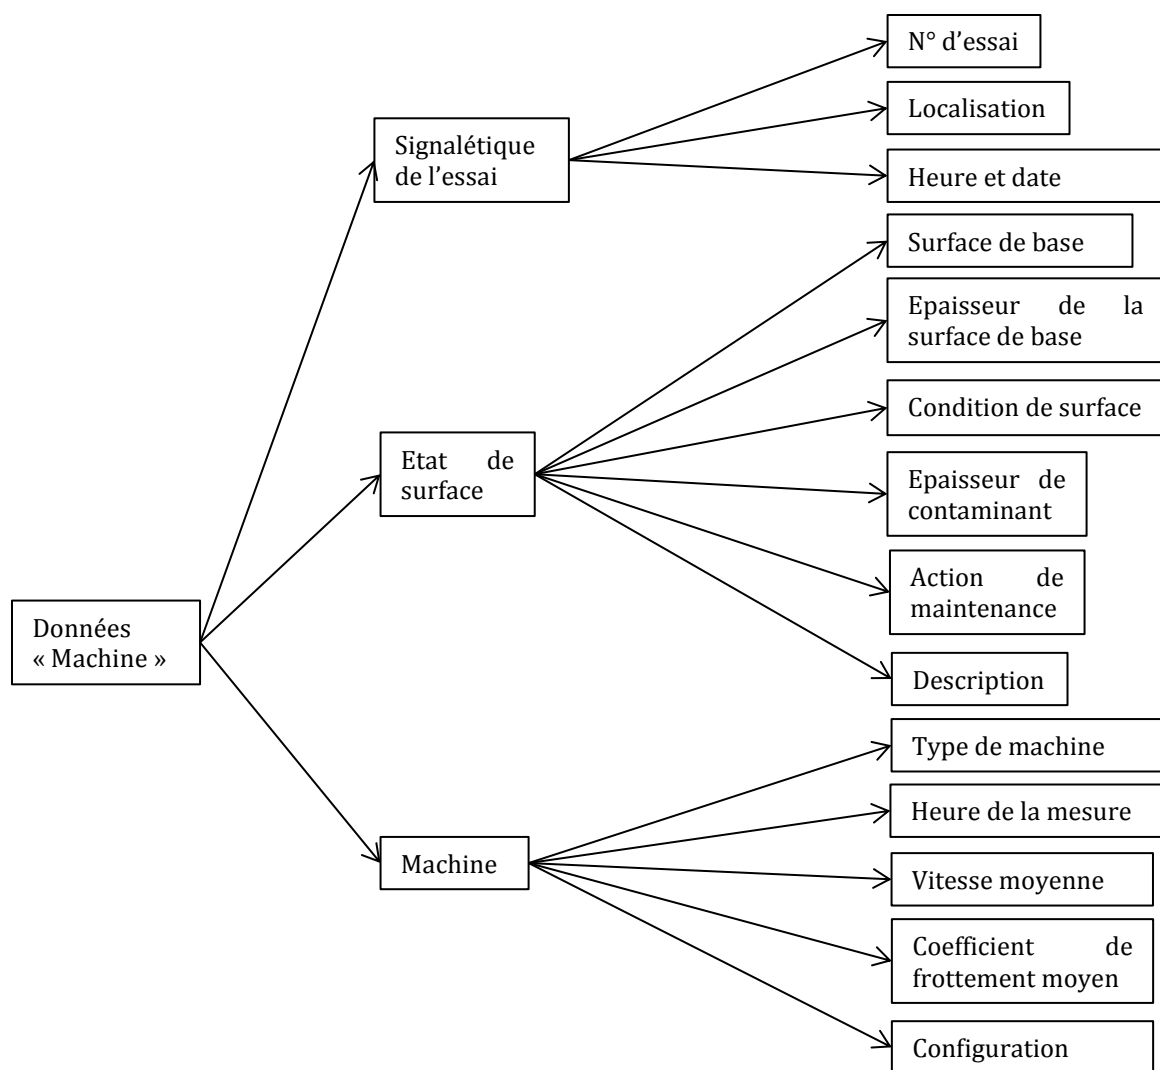 N° d’essai
Localisation
Signalétique
de l’essai
Heure et date
Surface de base
Epaisseur de la
surface de base
Condition de surface
Etat de
surface
Epaisseur de
contaminant
Action de
maintenance
Données
« Machine »
Description
Type de machine
Heure de la mesure
Machine
Vitesse moyenne
Coefficient de
frottement moyen
Configuration